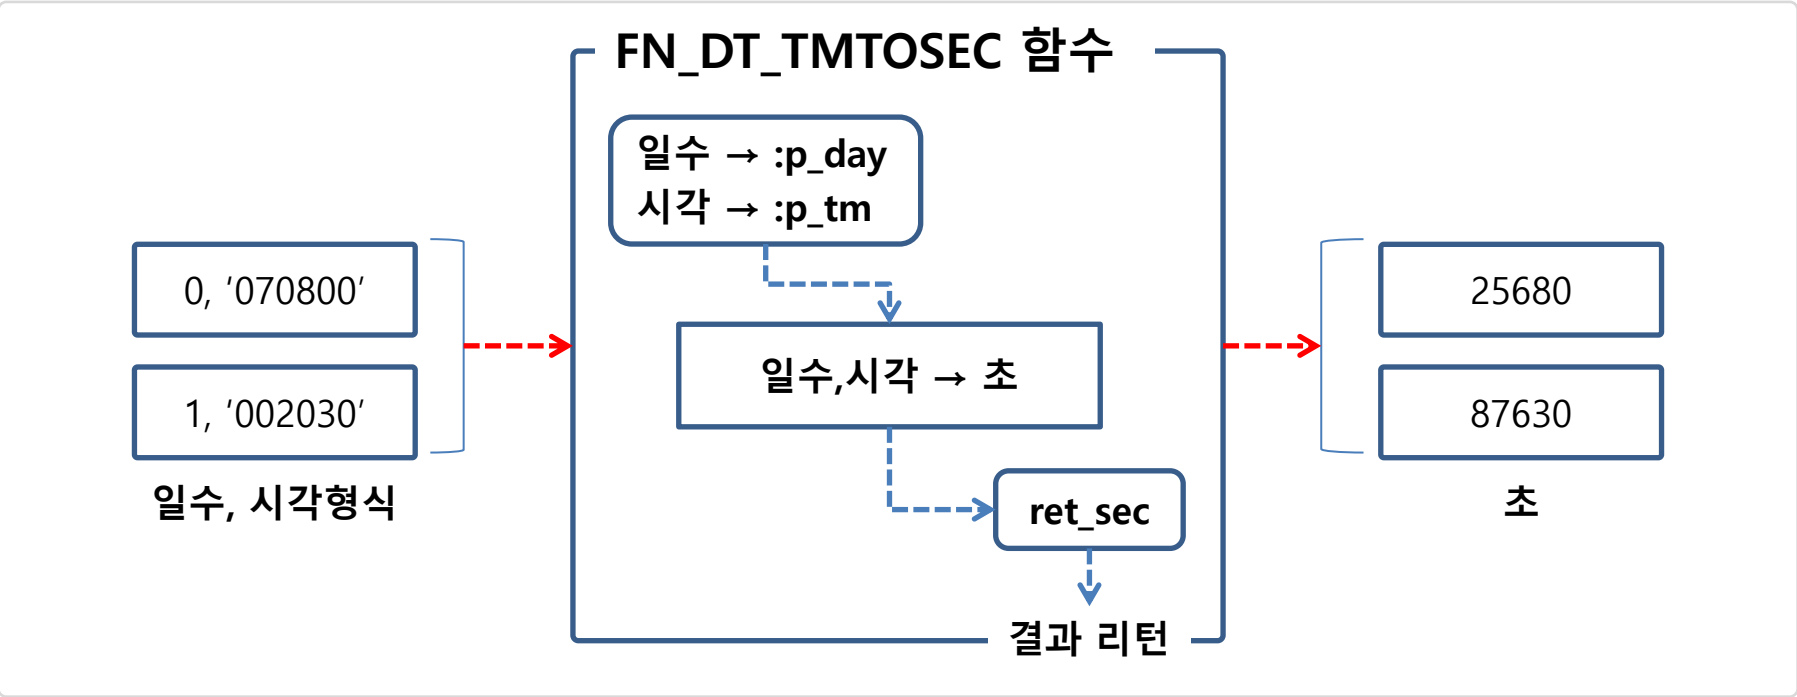 FN_DT_TMTOSEC 함수
일수 → :p_day
시각 → :p_tm
0, ‘070800’
1, ‘002030’
일수, 시각형식
일수,시각 → 초
ret_sec
결과 리턴
25680
87630
초